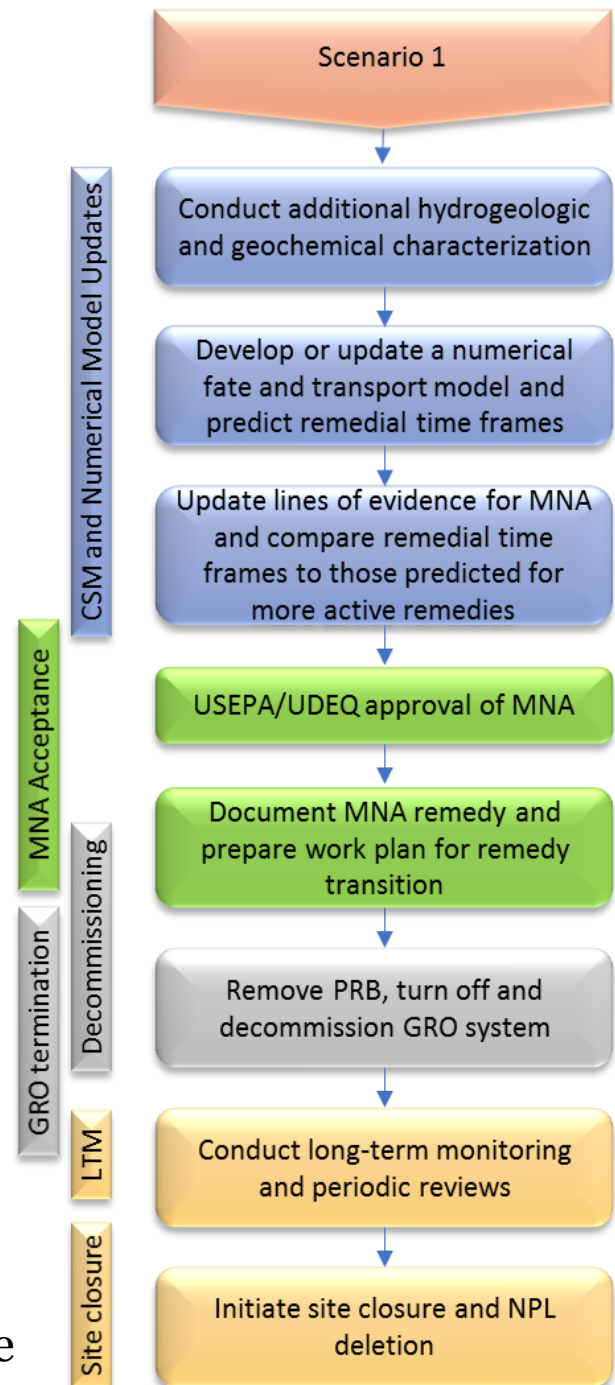 Scenario 1
CSM and Numerical Model Updates
Conduct additional hydrogeologic
and geochemical characterization
Develop or update a numerical
fate and transport model and
predict remedial time frames
Update lines of evidence for MNA
and compare remedial time
frames to those predicted for
more active remedies
MNA Acceptance
USEPA/UDEQ approval of MNA
Document MNA remedy and
prepare work plan for remedy
transition
Decommissioning
GRO termination
Remove PRB, turn off and
decommission GRO system
LTM
Conduct long-term monitoring
and periodic reviews
Site closure
Initiate site closure and NPL
deletion
e